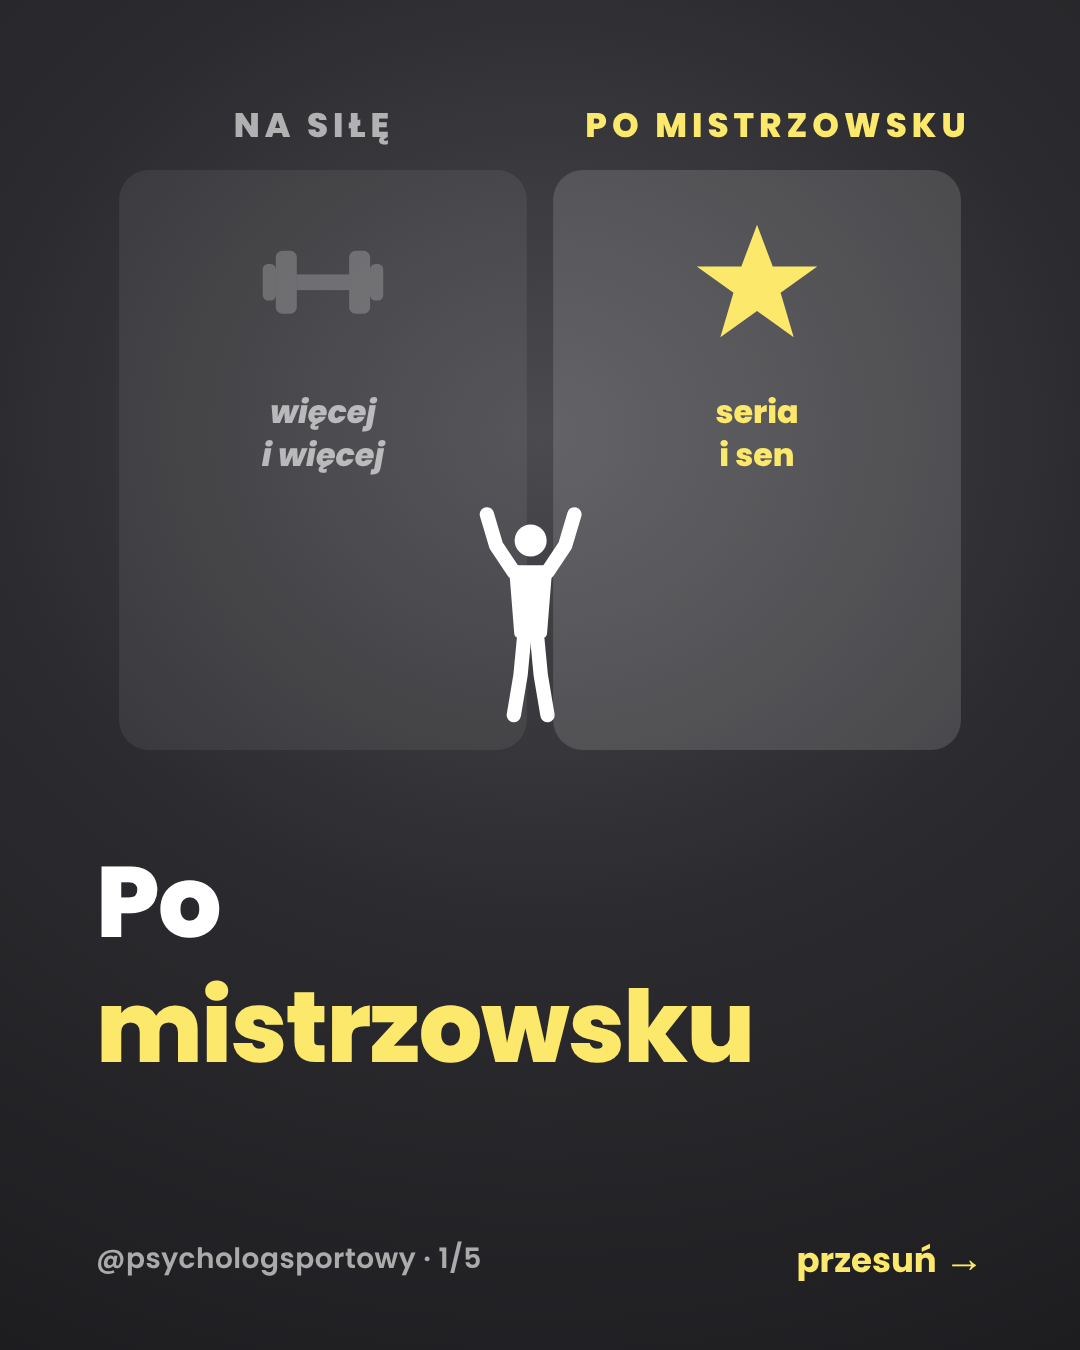 NA SIŁĘ
PO MISTRZOWSKU
więcej
i więcej
seria
i sen
Po
mistrzowsku
@psychologsportowy · 1/5
przesuń →